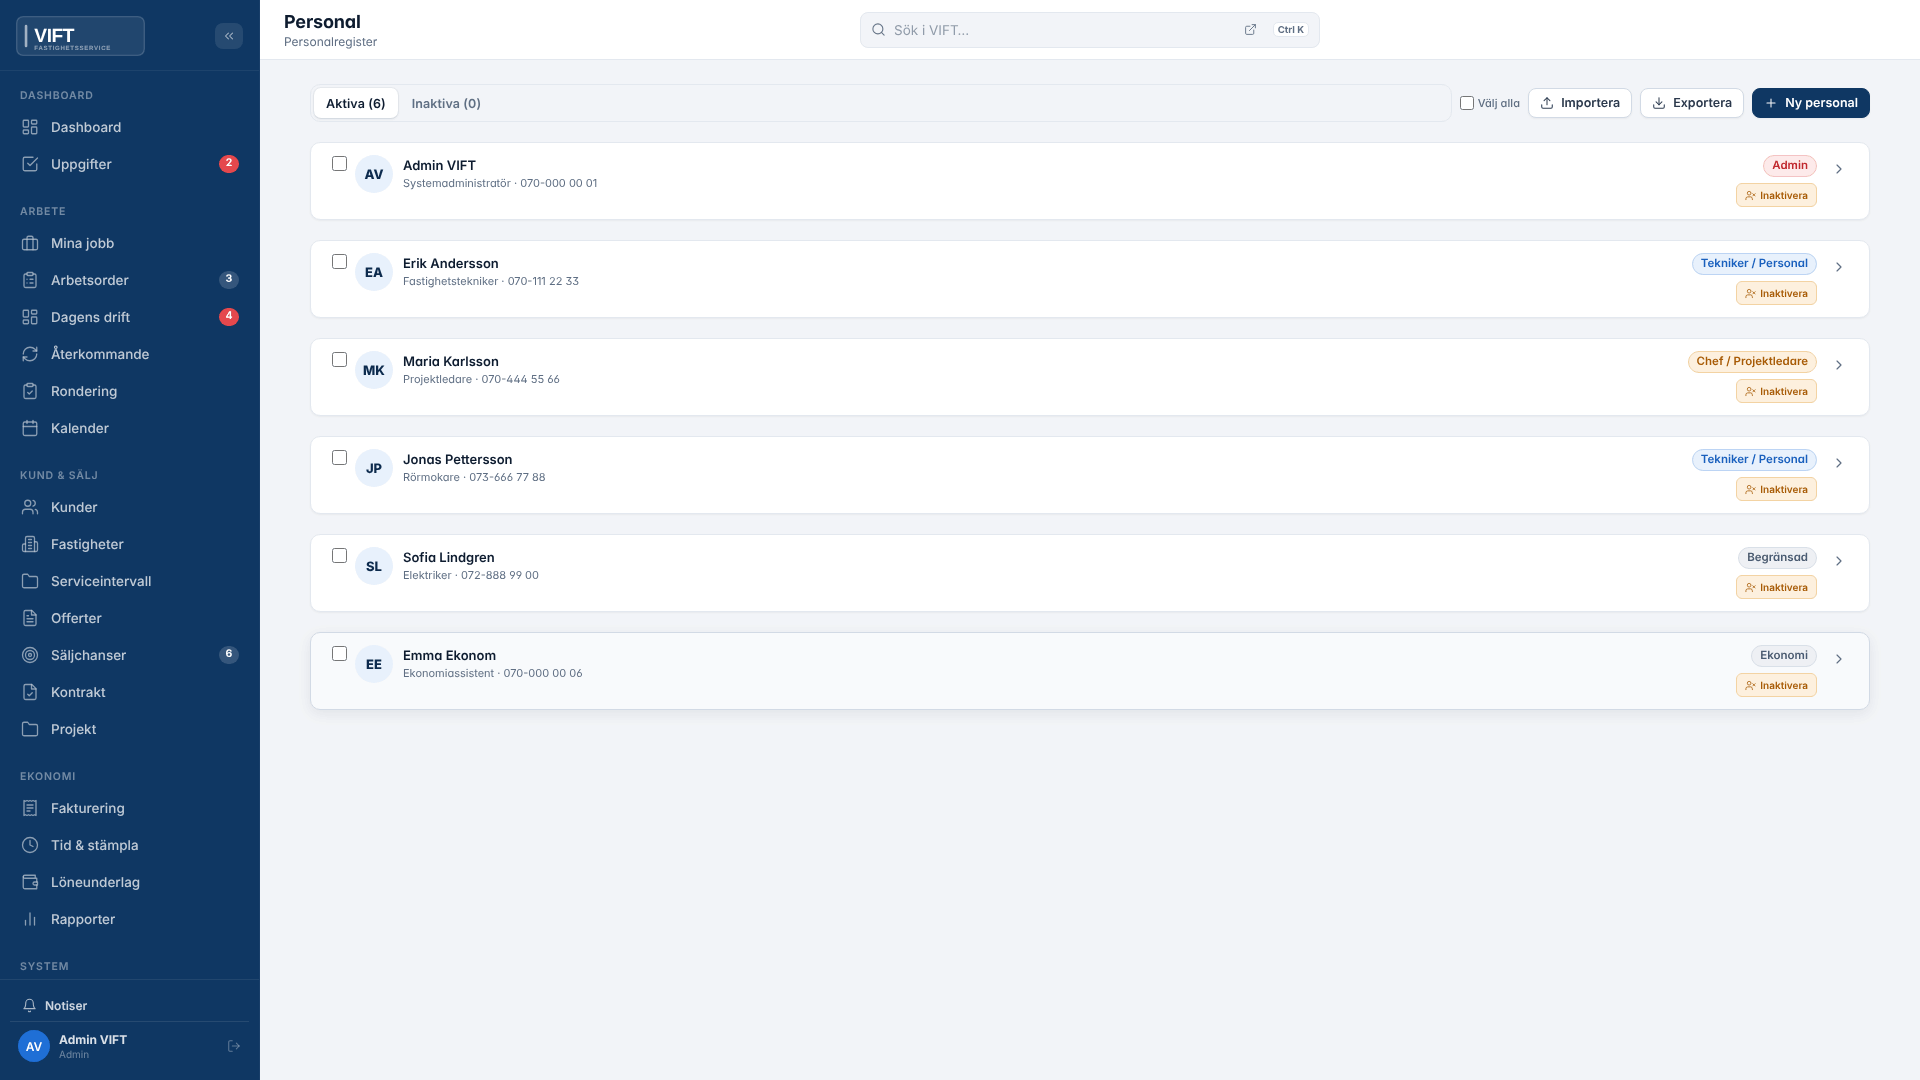 VIFT
FASTIGHETSSERVICE
DASHBOARD
Dashboard
Uppgifter 2
ARBETE
Mina jobb
Arbetsorder 3
Dagens drift 4
Återkommande
Rondering
Kalender
KUND & SÄLJ
Kunder
Fastigheter
Serviceintervall
Offerter
Säljchanser 6
Kontrakt
Projekt
EKONOMI
Fakturering
Tid & stämpla
Löneunderlag
Rapporter
SYSTEM
Notiser
AV Admin VIFT
Admin
Personal
Personalregister
Sök i VIFT... Ctrl K
Aktiva (6) Inaktiva (0) Välj alla Importera Exportera Ny personal
AV Admin VIFT Admin
Systemadministratör · 070-000 00 01
Inaktivera
EA Erik Andersson Tekniker / Personal
Fastighetstekniker · 070-111 22 33
Inaktivera
MK Maria Karlsson Chef / Projektledare
Projektledare · 070-444 55 66
Inaktivera
JP Jonas Pettersson Tekniker / Personal
Rörmokare · 073-666 77 88
Inaktivera
SL Sofia Lindgren Begränsad
Elektriker · 072-888 99 00
Inaktivera
EE Emma Ekonom Ekonomi
Ekonomiassistent · 070-000 00 06
Inaktivera